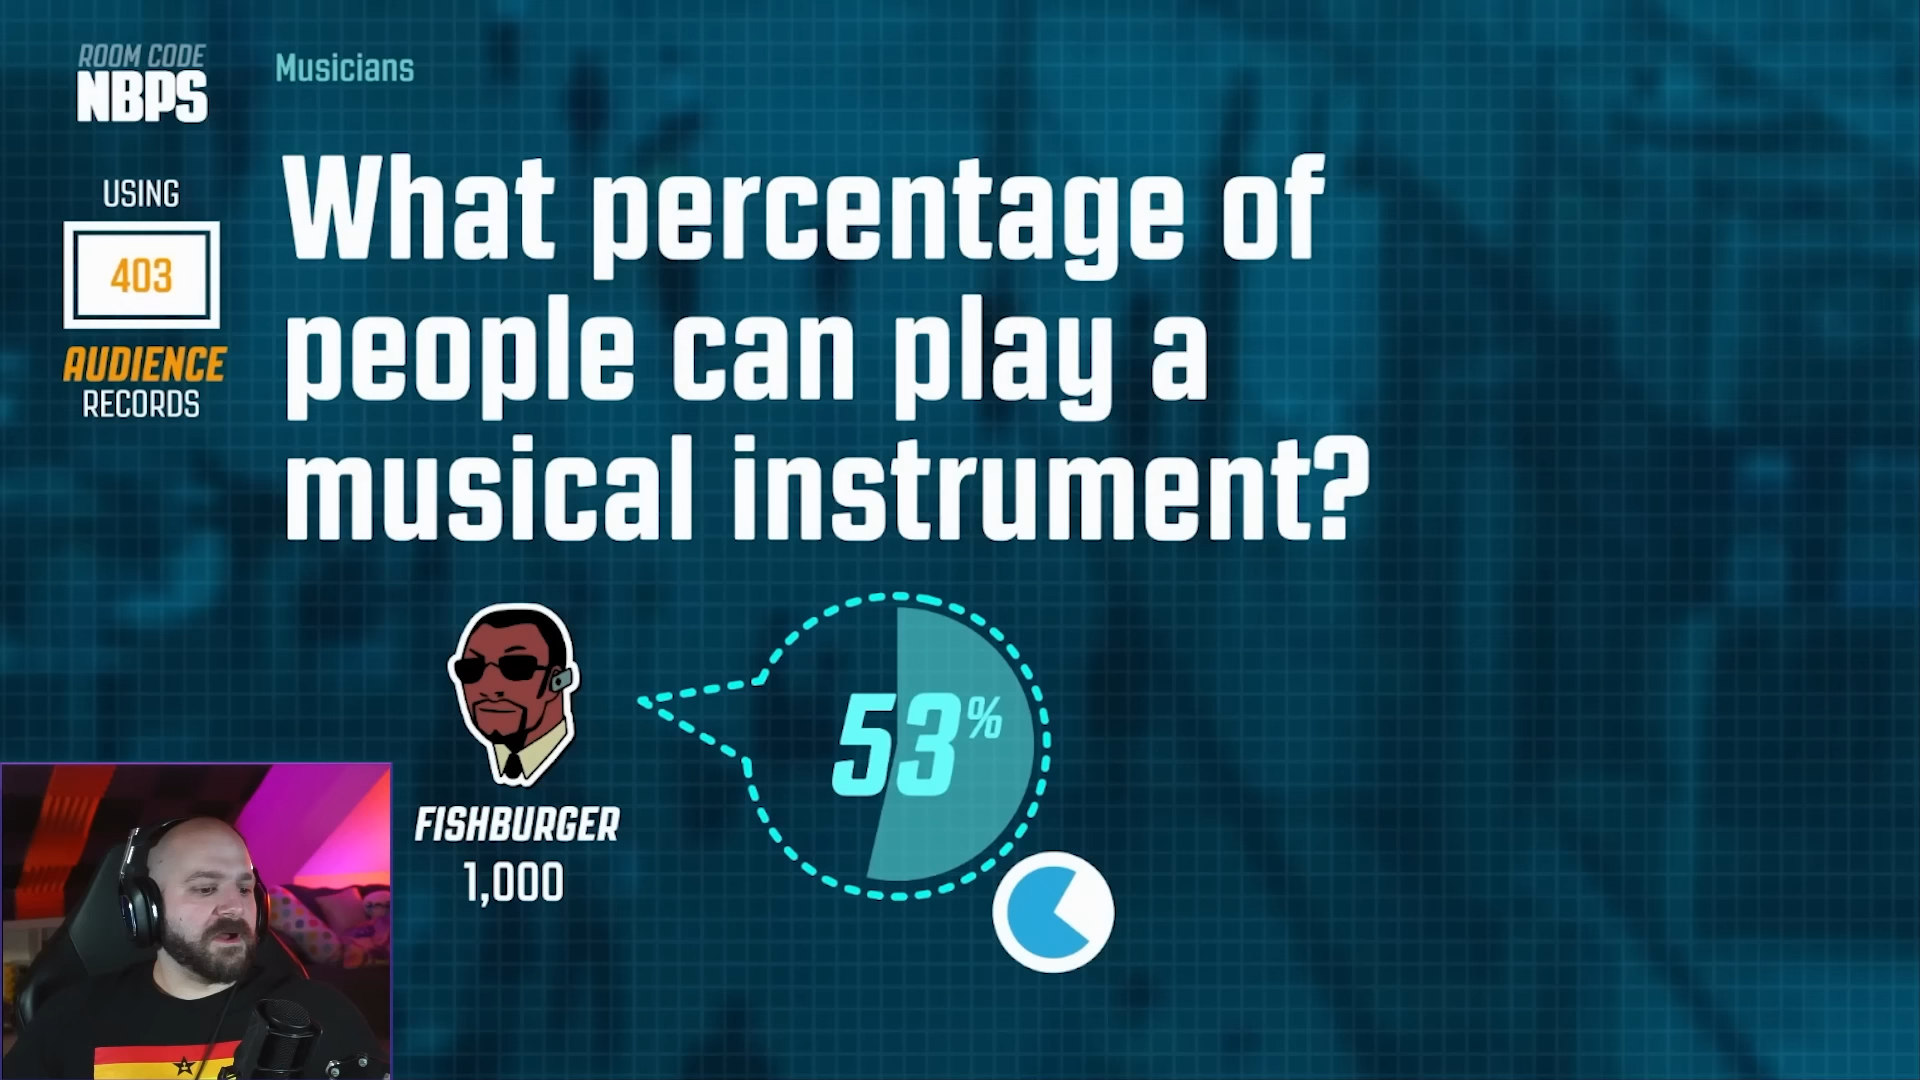 ROOM CODE
NBPS
Musicians
USING
403
AUDIENCE
RECORDS
What percentage of
people can play a
musical instrument?
53%
FISHBURGER
1,000